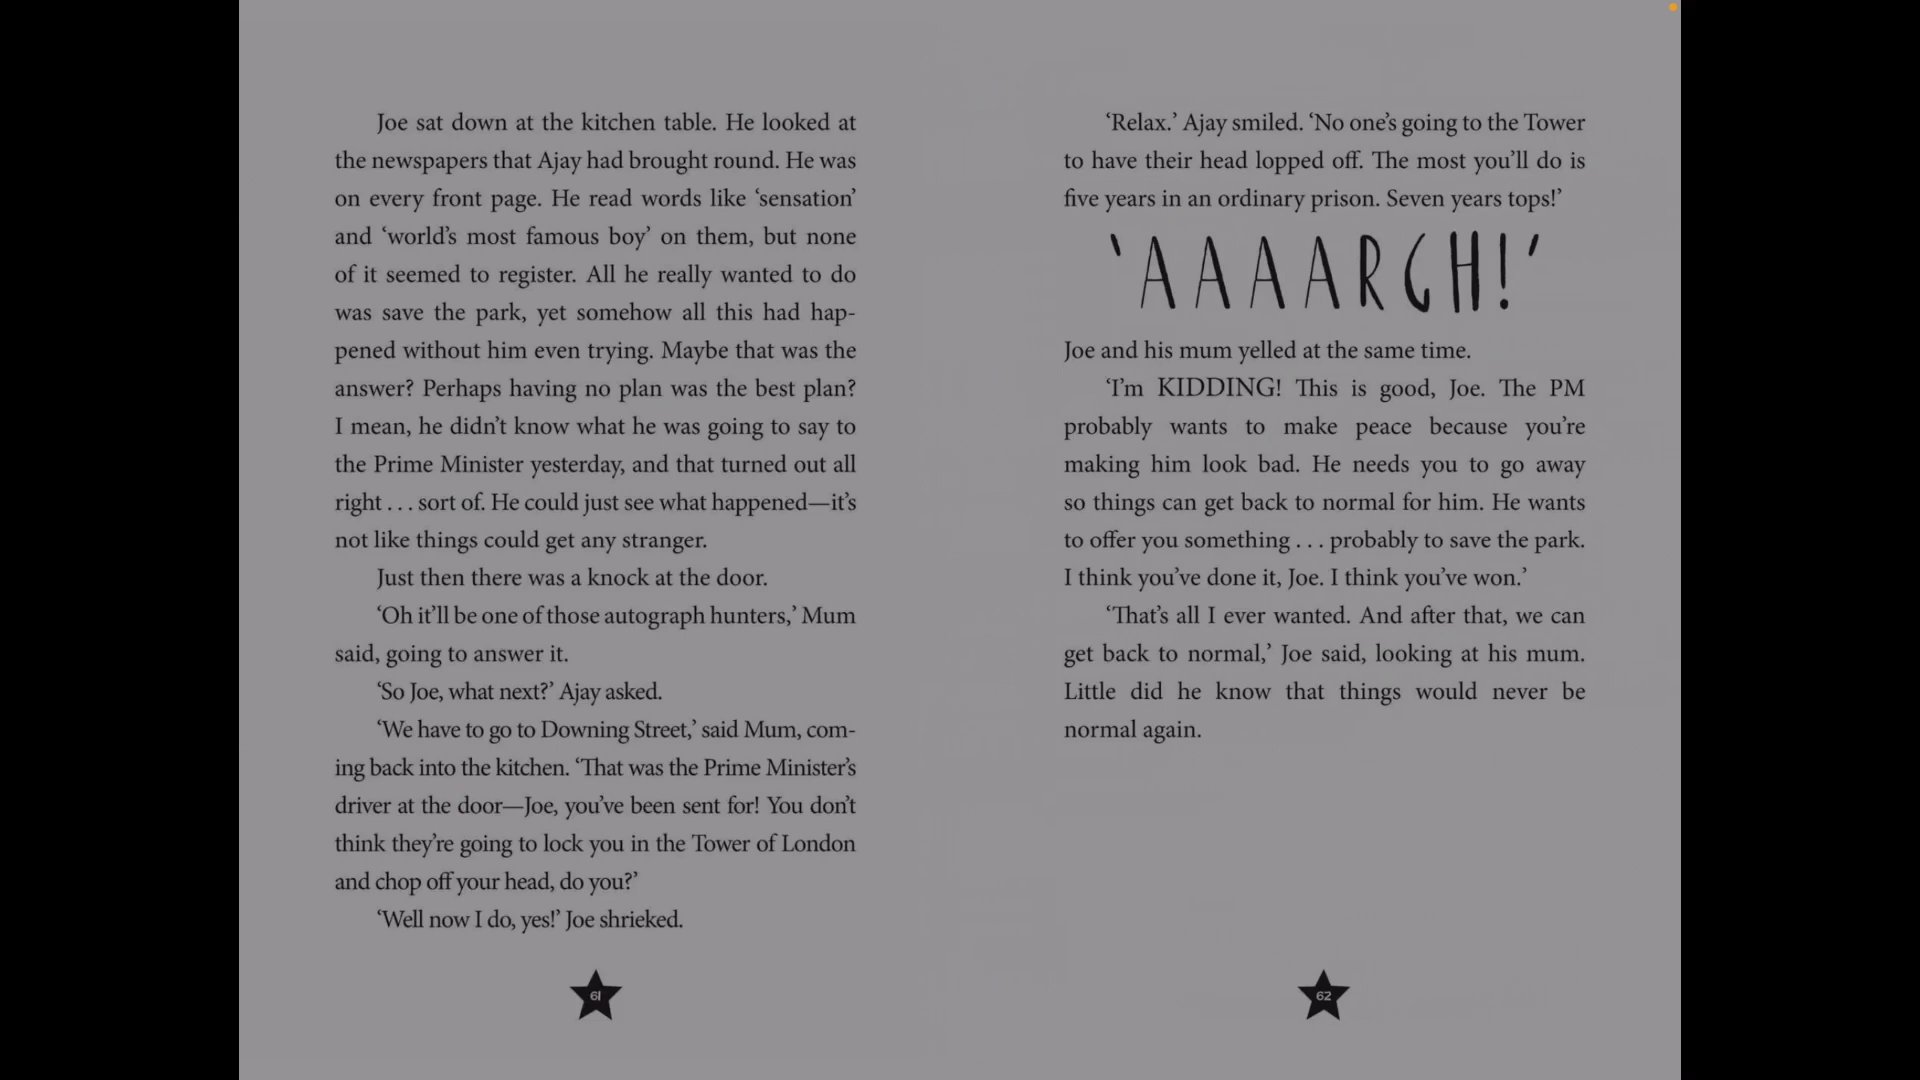 Joe sat down at the kitchen table. He looked at
the newspapers that Ajay had brought round. He was
on every front page. He read words like ‘sensation’
and ‘world’s most famous boy’ on them, but none
of it seemed to register. All he really wanted to do
was save the park, yet somehow all this had hap-
pened without him even trying. Maybe that was the
answer? Perhaps having no plan was the best plan?
I mean, he didn’t know what he was going to say to
the Prime Minister yesterday, and that turned out all
right . . . sort of. He could just see what happened—it’s
not like things could get any stranger.
Just then there was a knock at the door.
‘Oh it’ll be one of those autograph hunters,’ Mum
said, going to answer it.
‘So Joe, what next?’ Ajay asked.
‘We have to go to Downing Street,’ said Mum, com-
ing back into the kitchen. ‘That was the Prime Minister’s
driver at the door—Joe, you’ve been sent for! You don’t
think they’re going to lock you in the Tower of London
and chop off your head, do you?’
‘Well now I do, yes!’ Joe shrieked.
61
‘Relax.’ Ajay smiled. ‘No one’s going to the Tower
to have their head lopped off. The most you’ll do is
five years in an ordinary prison. Seven years tops!’
‘AAAARGH!’
Joe and his mum yelled at the same time.
‘I’m KIDDING! This is good, Joe. The PM
probably wants to make peace because you’re
making him look bad. He needs you to go away
so things can get back to normal for him. He wants
to offer you something . . . probably to save the park.
I think you’ve done it, Joe. I think you’ve won.’
‘That’s all I ever wanted. And after that, we can
get back to normal,’ Joe said, looking at his mum.
Little did he know that things would never be
normal again.
62